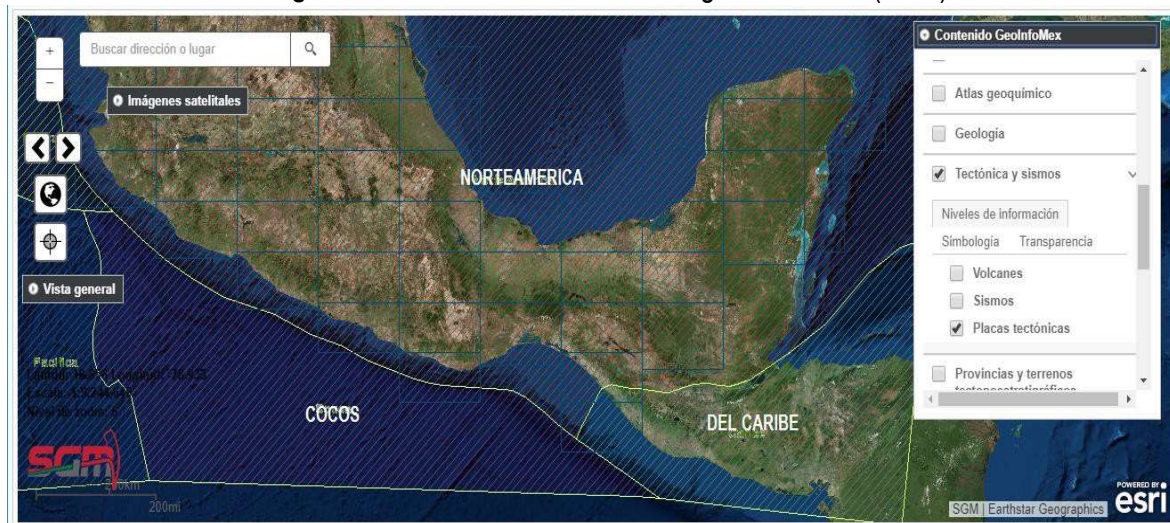 +
Buscar dirección o lugar
−
Imágenes satelitales
NORTEAMERICA
Vista general
COCOS
DEL CARIBE
Contenido GeoInfoMex
Atlas geoquímico
Geología
Tectónica y sismos
Niveles de información
Simbología Transparencia
Volcanes
Sismos
Placas tectónicas
Provincias y terrenos
tectonoestratigráficos
SGM
200mi
SGM | Earthstar Geographics
POWERED BY
esri